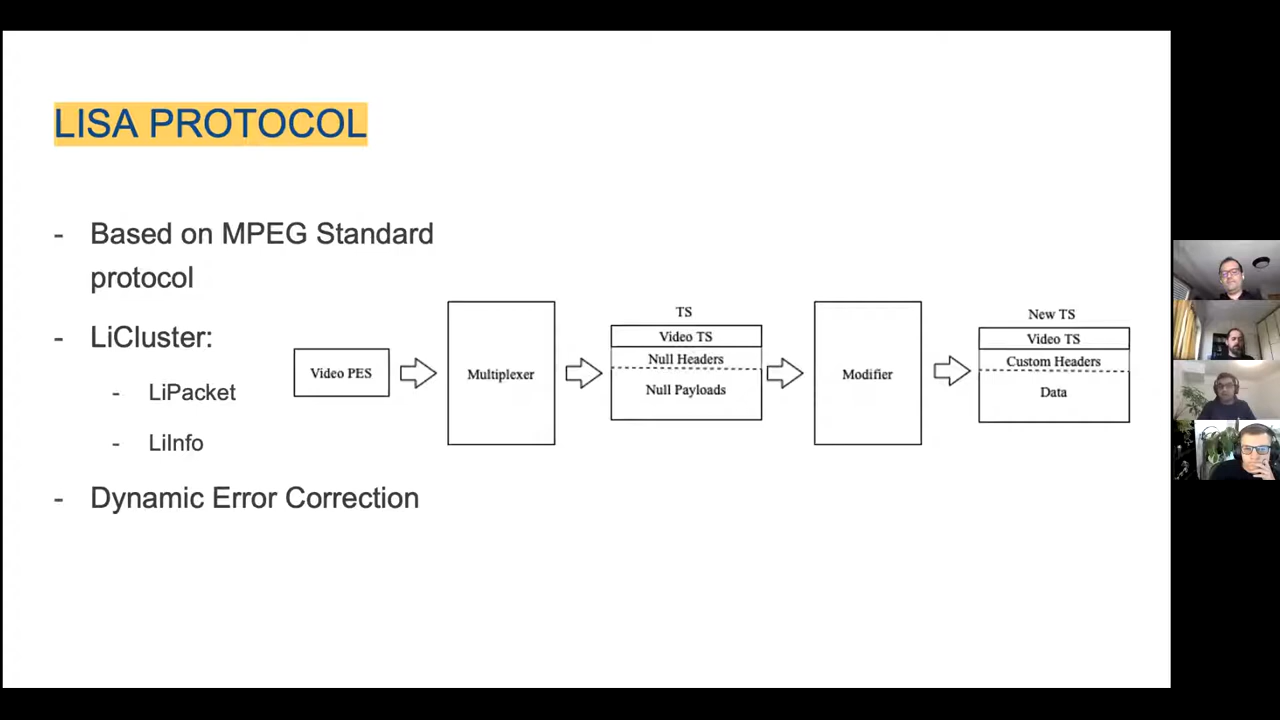 LISA PROTOCOL
- Based on MPEG Standard
protocol
- LiCluster:
- LiPacket
- LiInfo
- Dynamic Error Correction
Video PES
Multiplexer
TS
Video TS
Null Headers
Null Payloads
Modifier
New TS
Video TS
Custom Headers
Data